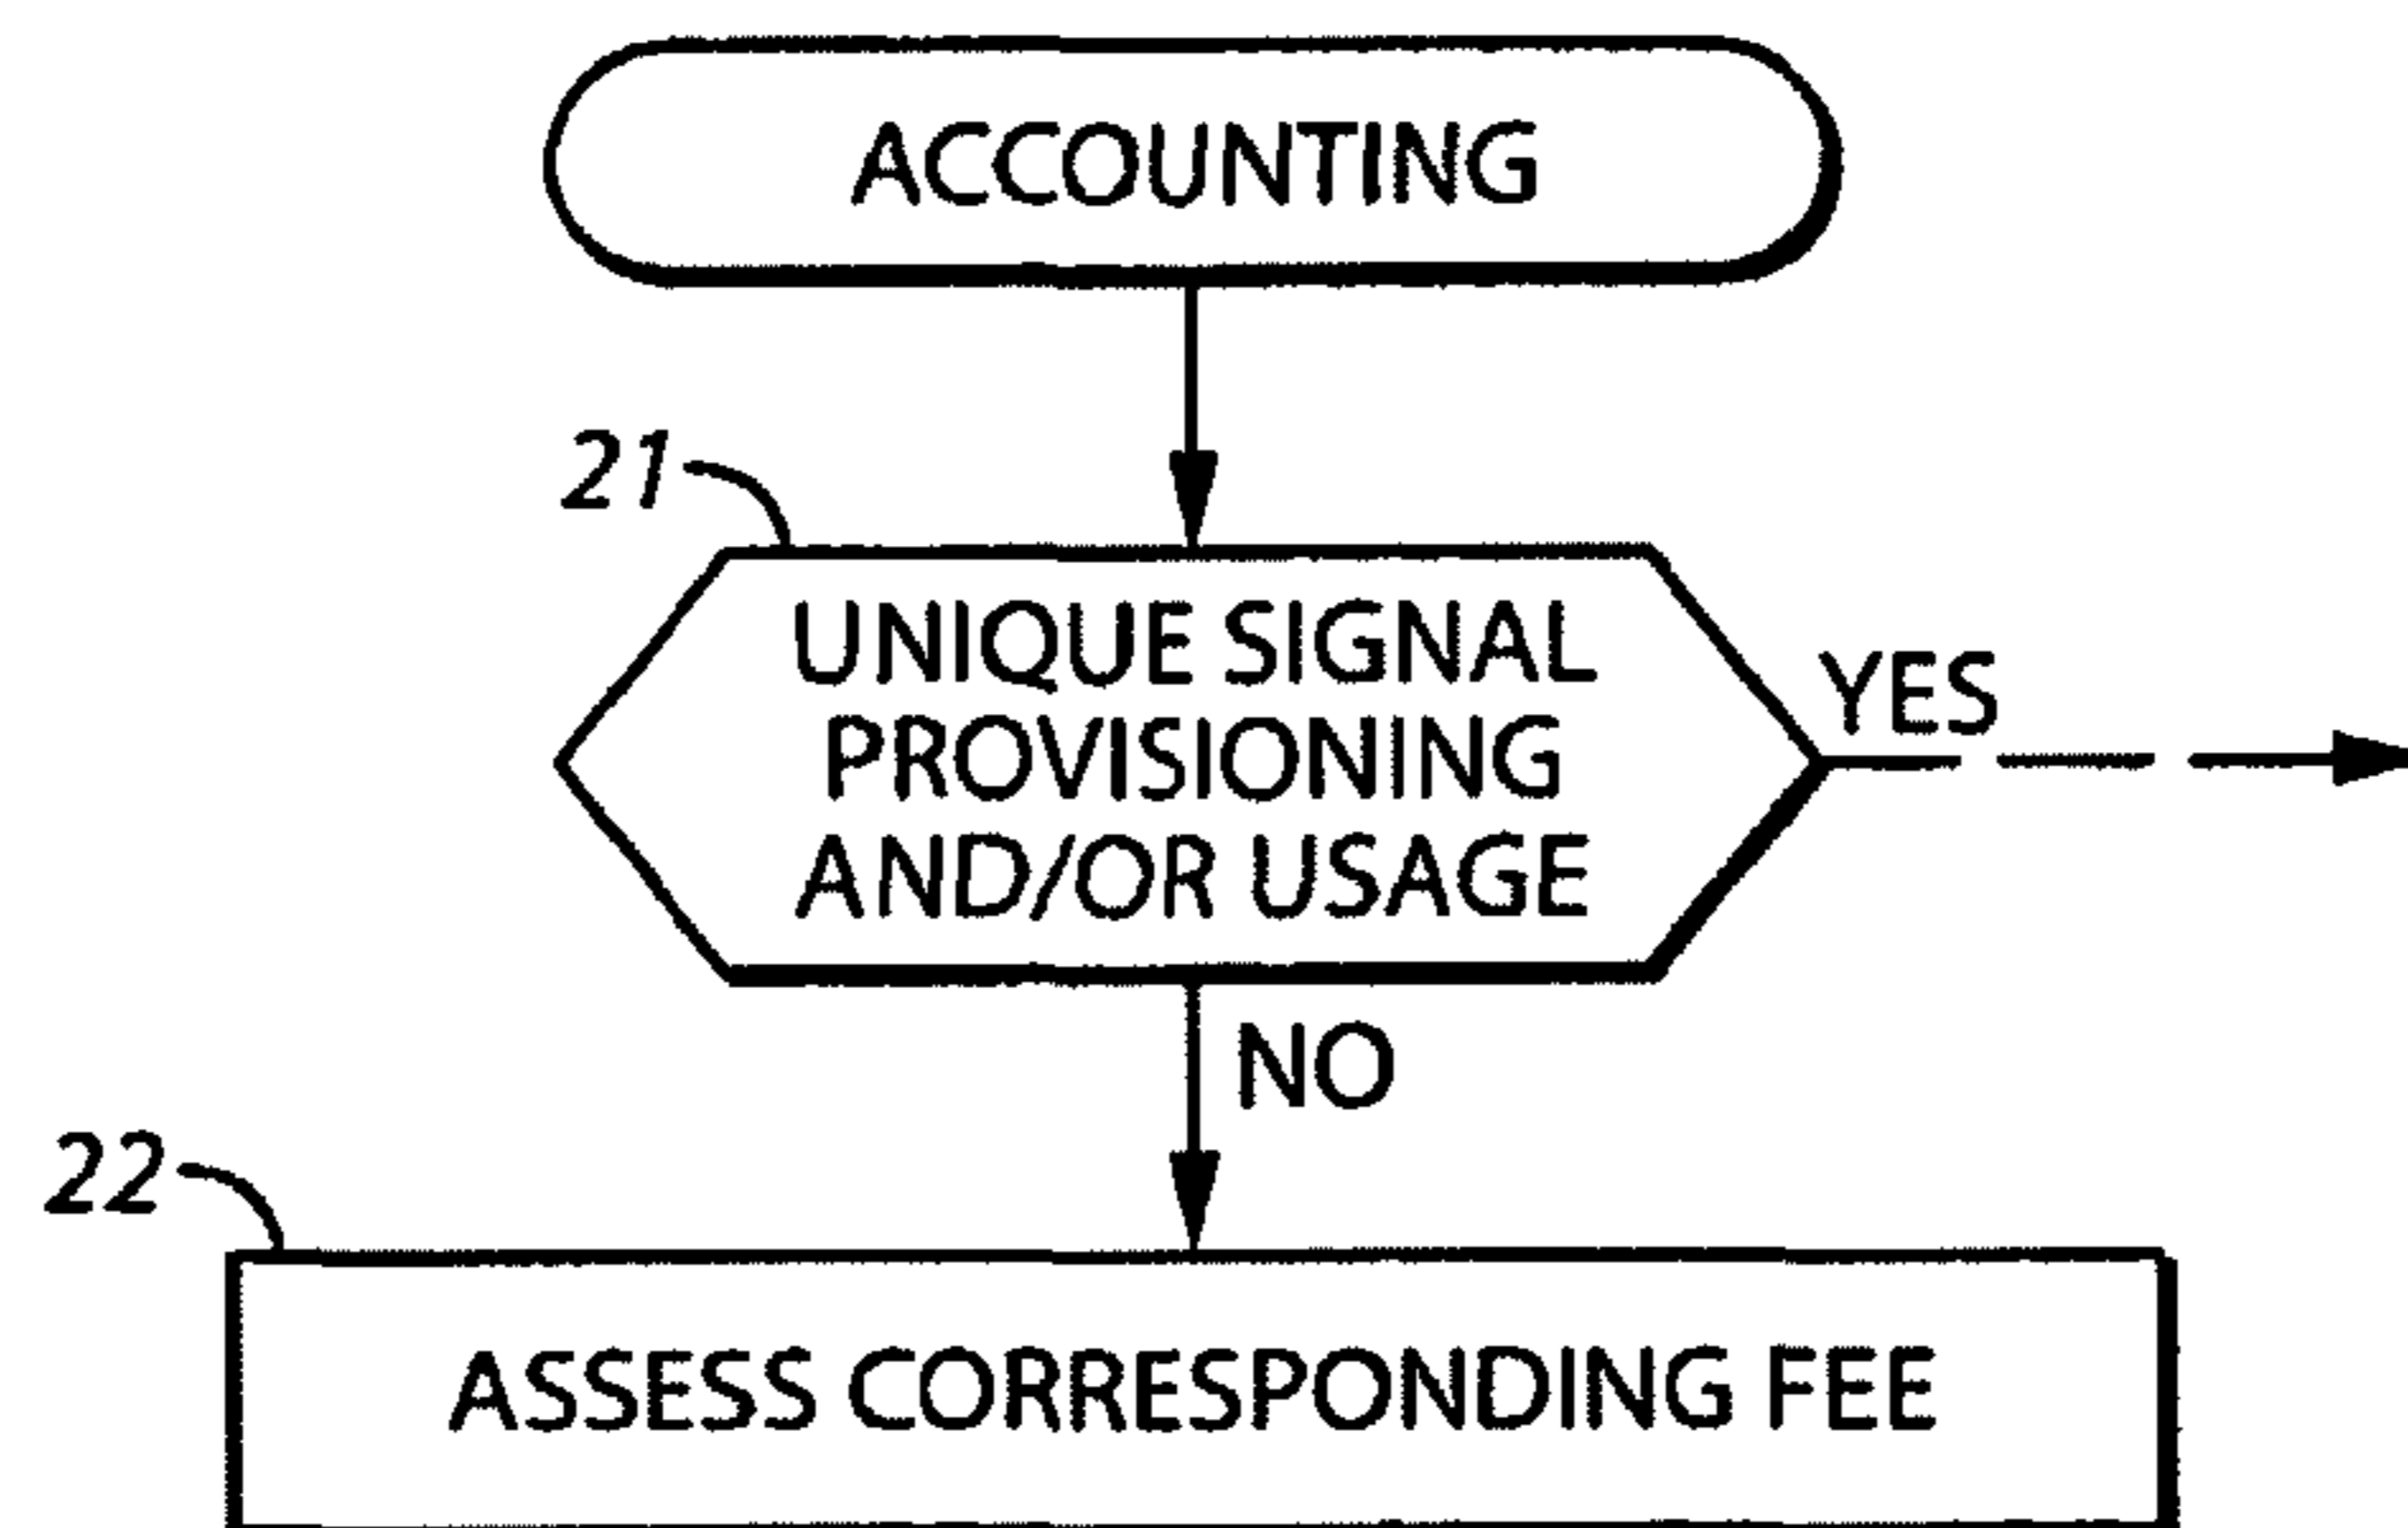 ACCOUNTING
21
UNIQUE SIGNAL
PROVISIONING
AND/OR USAGE
YES
NO
22
ASSESS CORRESPONDING FEE